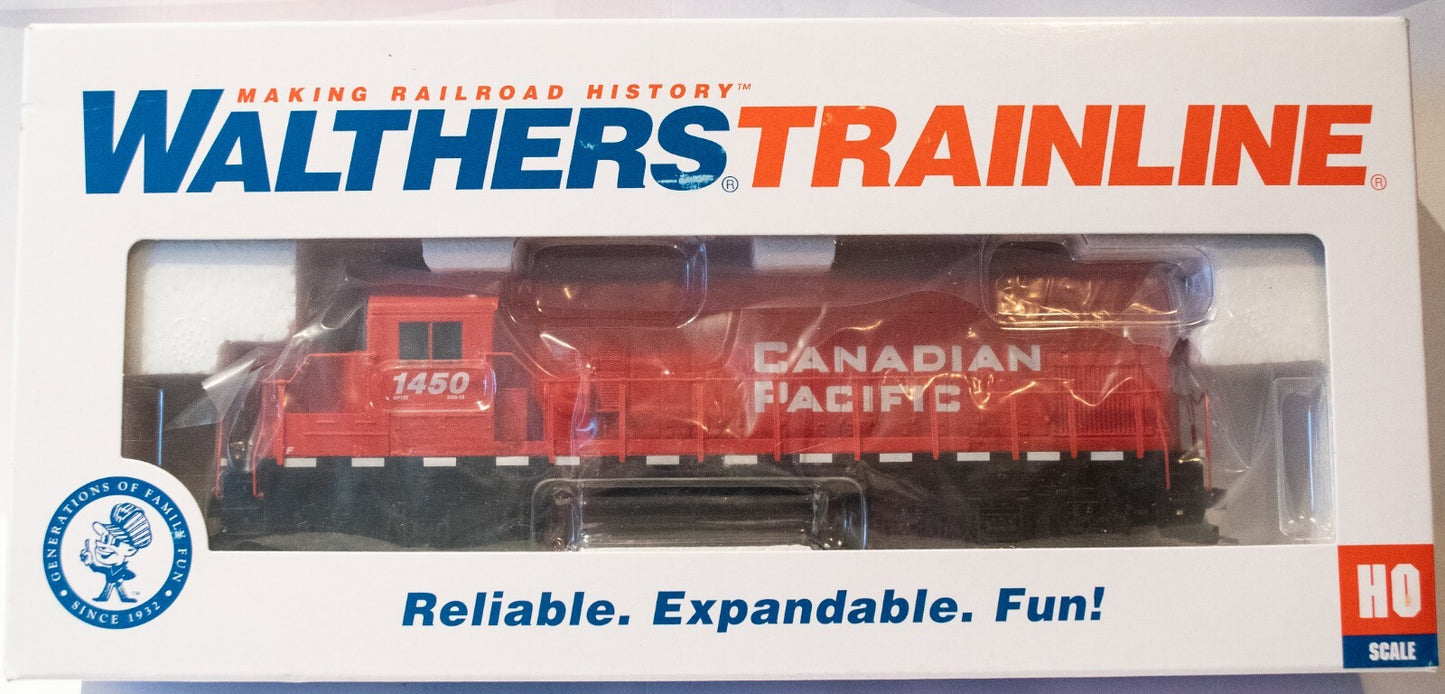 MAKING RAILROAD HISTORY™
WALTHERS®TRAINLINE®
1450
CANADIAN
PACIFIC
F
GENERATIONS OF FAMILY FUN
• SINCE 1932 •
TM
Reliable. Expandable. Fun!
HO
SCALE